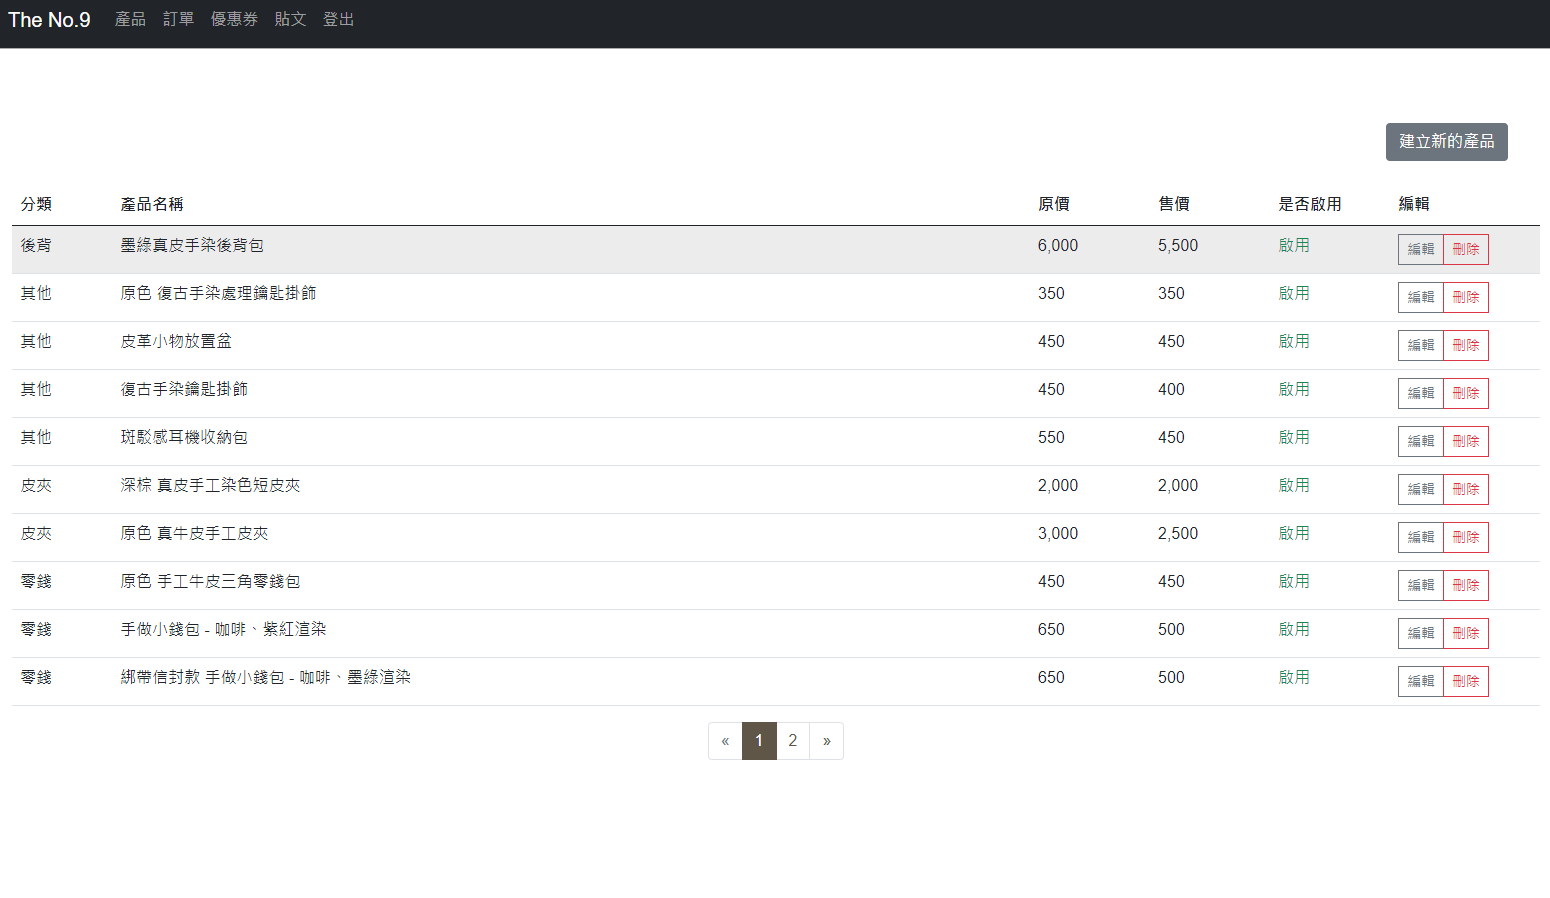 The No.9 產品 訂單 優惠券 貼文 登出
建立新的產品
分類 產品名稱 原價 售價 是否啟用 編輯
後背 墨綠真皮手染後背包 6,000 5,500 啟用 編輯 刪除
其他 原色 復古手染處理鑰匙掛飾 350 350 啟用 編輯 刪除
其他 皮革小物放置盆 450 450 啟用 編輯 刪除
其他 復古手染鑰匙掛飾 450 400 啟用 編輯 刪除
其他 斑駁感耳機收納包 550 450 啟用 編輯 刪除
皮夾 深棕 真皮手工染色短皮夾 2,000 2,000 啟用 編輯 刪除
皮夾 原色 真牛皮手工皮夾 3,000 2,500 啟用 編輯 刪除
零錢 原色 手工牛皮三角零錢包 450 450 啟用 編輯 刪除
零錢 手做小錢包 - 咖啡、紫紅渲染 650 500 啟用 編輯 刪除
零錢 綁帶信封款 手做小錢包 - 咖啡、墨綠渲染 650 500 啟用 編輯 刪除
« 1 2 »